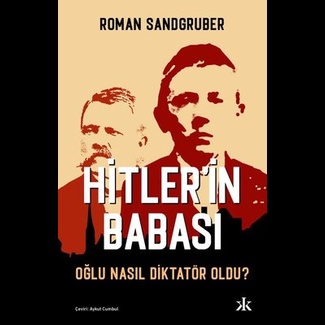 ROMAN SANDGRUBER
HİTLER'İN
BABASI
OĞLU NASIL DİKTATÖR OLDU?
Çeviri: Aykut Cumbul